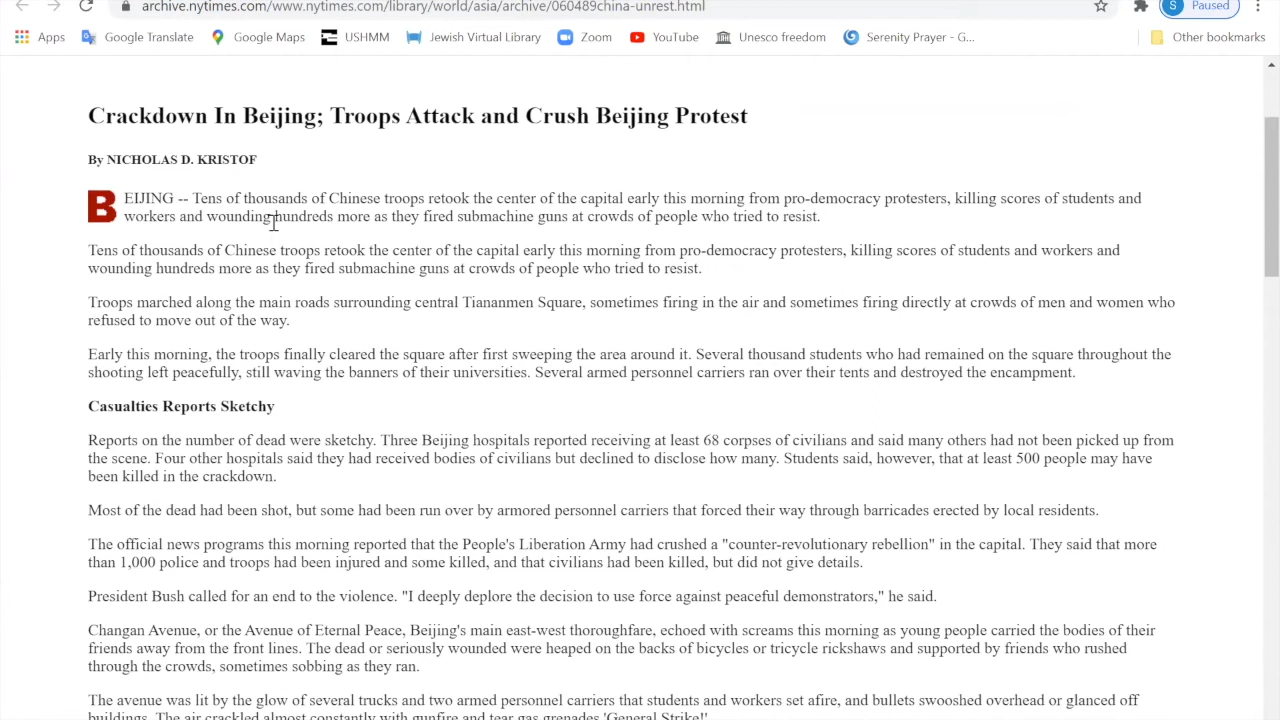 archive.nytimes.com/www.nytimes.com/library/world/asia/archive/060489china-unrest.html
S Paused
Apps Google Translate Google Maps USHMM Jewish Virtual Library Zoom YouTube Unesco freedom Serenity Prayer - G... Other bookmarks
Crackdown In Beijing; Troops Attack and Crush Beijing Protest
By NICHOLAS D. KRISTOF
BEIJING -- Tens of thousands of Chinese troops retook the center of the capital early this morning from pro-democracy protesters, killing scores of students and
workers and wounding hundreds more as they fired submachine guns at crowds of people who tried to resist.
Tens of thousands of Chinese troops retook the center of the capital early this morning from pro-democracy protesters, killing scores of students and workers and
wounding hundreds more as they fired submachine guns at crowds of people who tried to resist.
Troops marched along the main roads surrounding central Tiananmen Square, sometimes firing in the air and sometimes firing directly at crowds of men and women who
refused to move out of the way.
Early this morning, the troops finally cleared the square after first sweeping the area around it. Several thousand students who had remained on the square throughout the
shooting left peacefully, still waving the banners of their universities. Several armed personnel carriers ran over their tents and destroyed the encampment.
Casualties Reports Sketchy
Reports on the number of dead were sketchy. Three Beijing hospitals reported receiving at least 68 corpses of civilians and said many others had not been picked up from
the scene. Four other hospitals said they had received bodies of civilians but declined to disclose how many. Students said, however, that at least 500 people may have
been killed in the crackdown.
Most of the dead had been shot, but some had been run over by armored personnel carriers that forced their way through barricades erected by local residents.
The official news programs this morning reported that the People's Liberation Army had crushed a "counter-revolutionary rebellion" in the capital. They said that more
than 1,000 police and troops had been injured and some killed, and that civilians had been killed, but did not give details.
President Bush called for an end to the violence. "I deeply deplore the decision to use force against peaceful demonstrators," he said.
Changan Avenue, or the Avenue of Eternal Peace, Beijing's main east-west thoroughfare, echoed with screams this morning as young people carried the bodies of their
friends away from the front lines. The dead or seriously wounded were heaped on the backs of bicycles or tricycle rickshaws and supported by friends who rushed
through the crowds, sometimes sobbing as they ran.
The avenue was lit by the glow of several trucks and two armed personnel carriers that students and workers set afire, and bullets swooshed overhead or glanced off
buildings. The air crackled almost constantly with gunfire and tear gas grenades 'General Strike!'